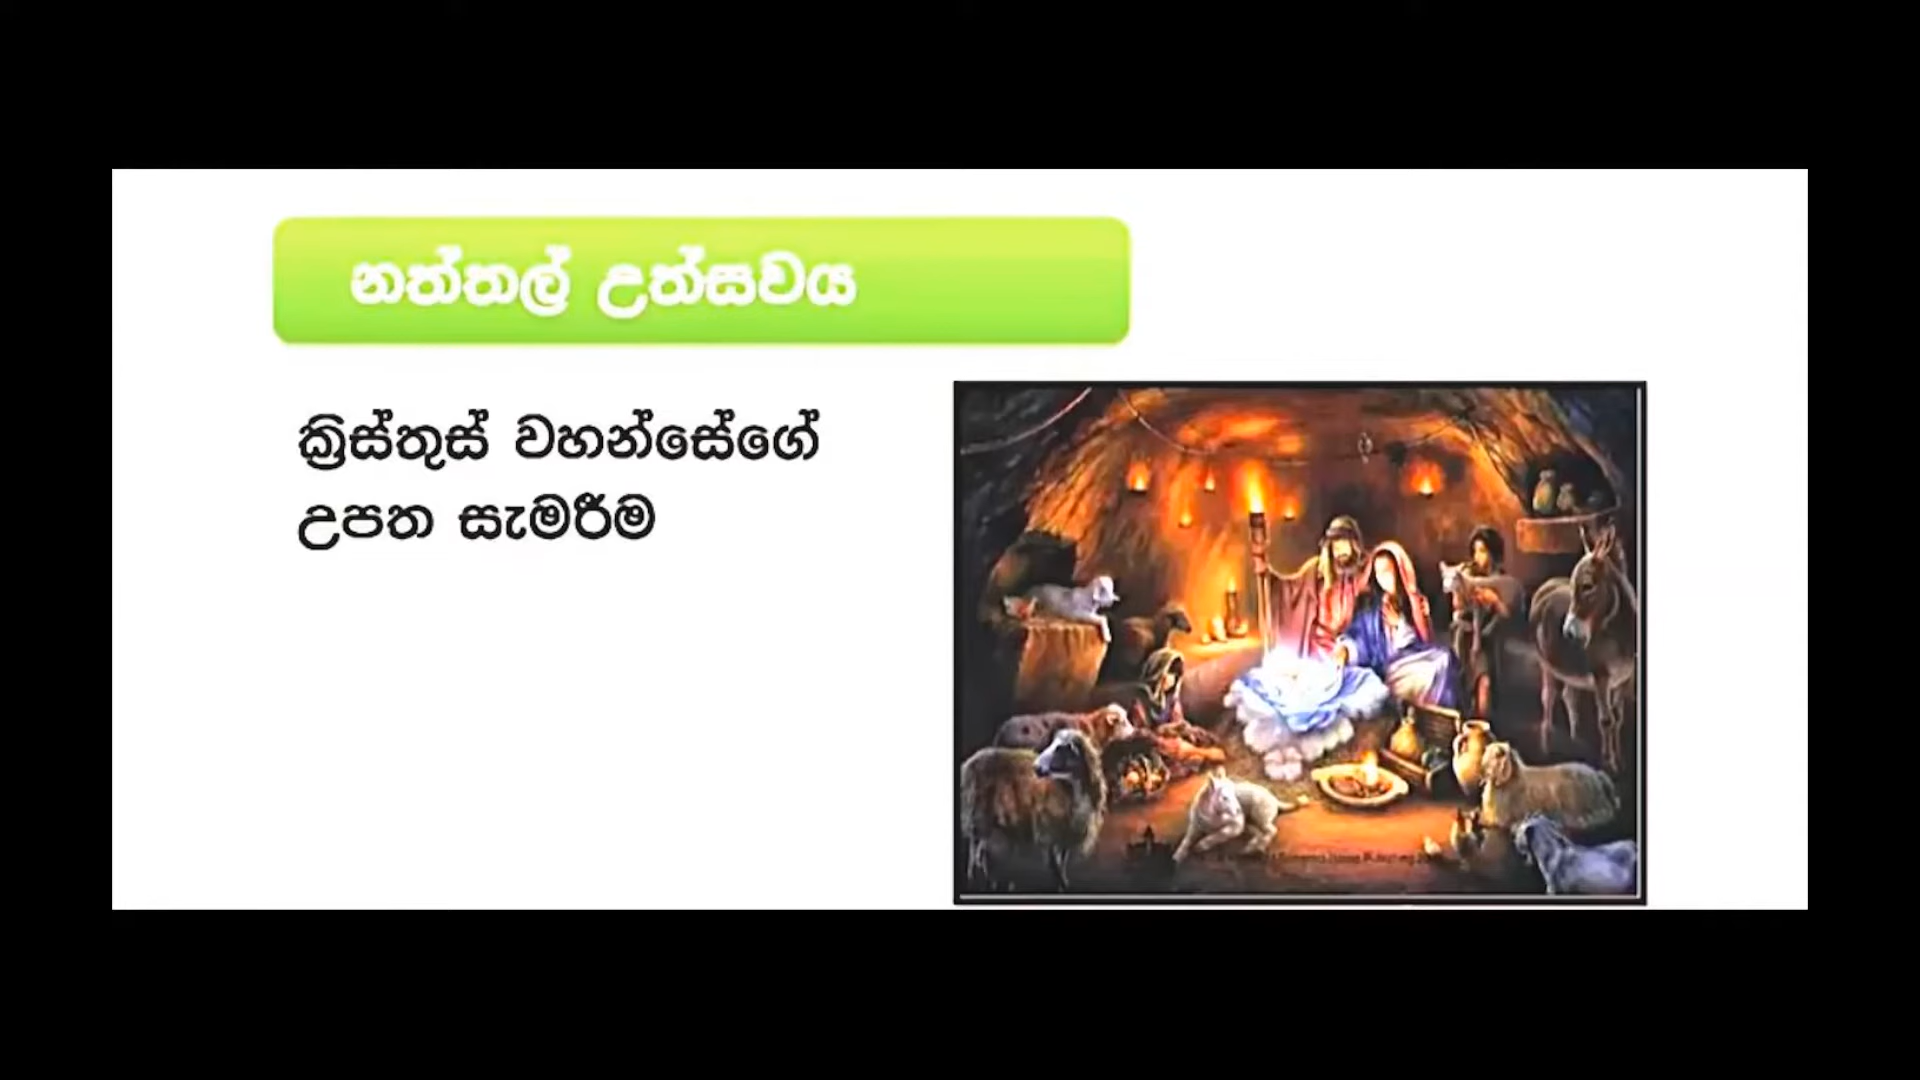 නත්තල් උත්සවය
ක්‍රිස්තුස් වහන්සේගේ
උපත සැමරීම